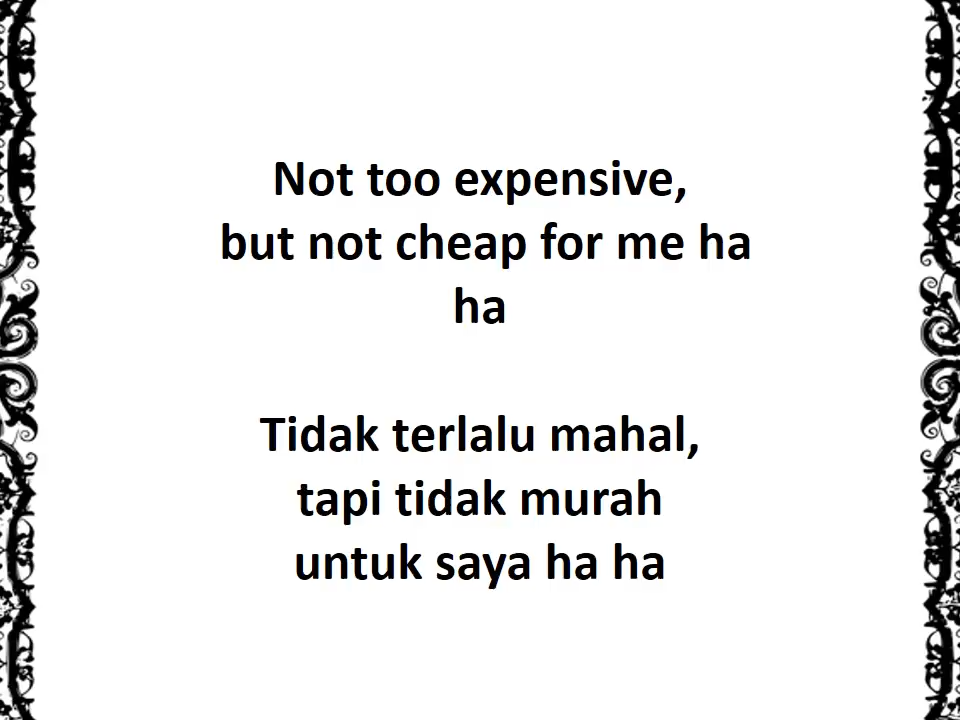 Not too expensive,
but not cheap for me ha
ha
Tidak terlalu mahal,
tapi tidak murah
untuk saya ha ha